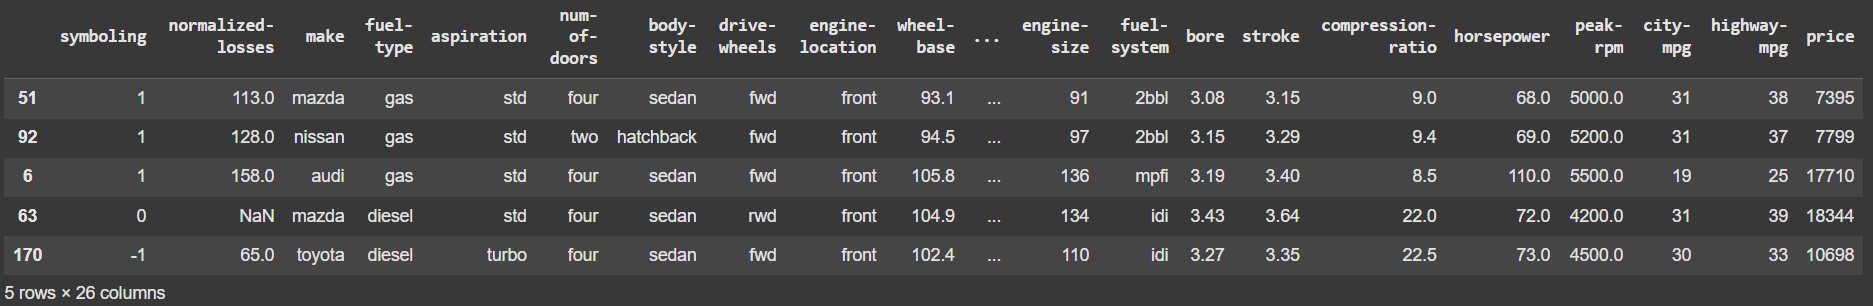 symboling normalized-losses make fuel-type aspiration num-of-doors body-style drive-wheels engine-location wheel-base ... engine-size fuel-system bore stroke compression-ratio horsepower peak-rpm city-mpg highway-mpg price
51 1 113.0 mazda gas std four sedan fwd front 93.1 ... 91 2bbl 3.08 3.15 9.0 68.0 5000.0 31 38 7395
92 1 128.0 nissan gas std two hatchback fwd front 94.5 ... 97 2bbl 3.15 3.29 9.4 69.0 5200.0 31 37 7799
6 1 158.0 audi gas std four sedan fwd front 105.8 ... 136 mpfi 3.19 3.40 8.5 110.0 5500.0 19 25 17710
63 0 NaN mazda diesel std four sedan rwd front 104.9 ... 134 idi 3.43 3.64 22.0 72.0 4200.0 31 39 18344
170 -1 65.0 toyota diesel turbo four sedan fwd front 102.4 ... 110 idi 3.27 3.35 22.5 73.0 4500.0 30 33 10698
5 rows × 26 columns